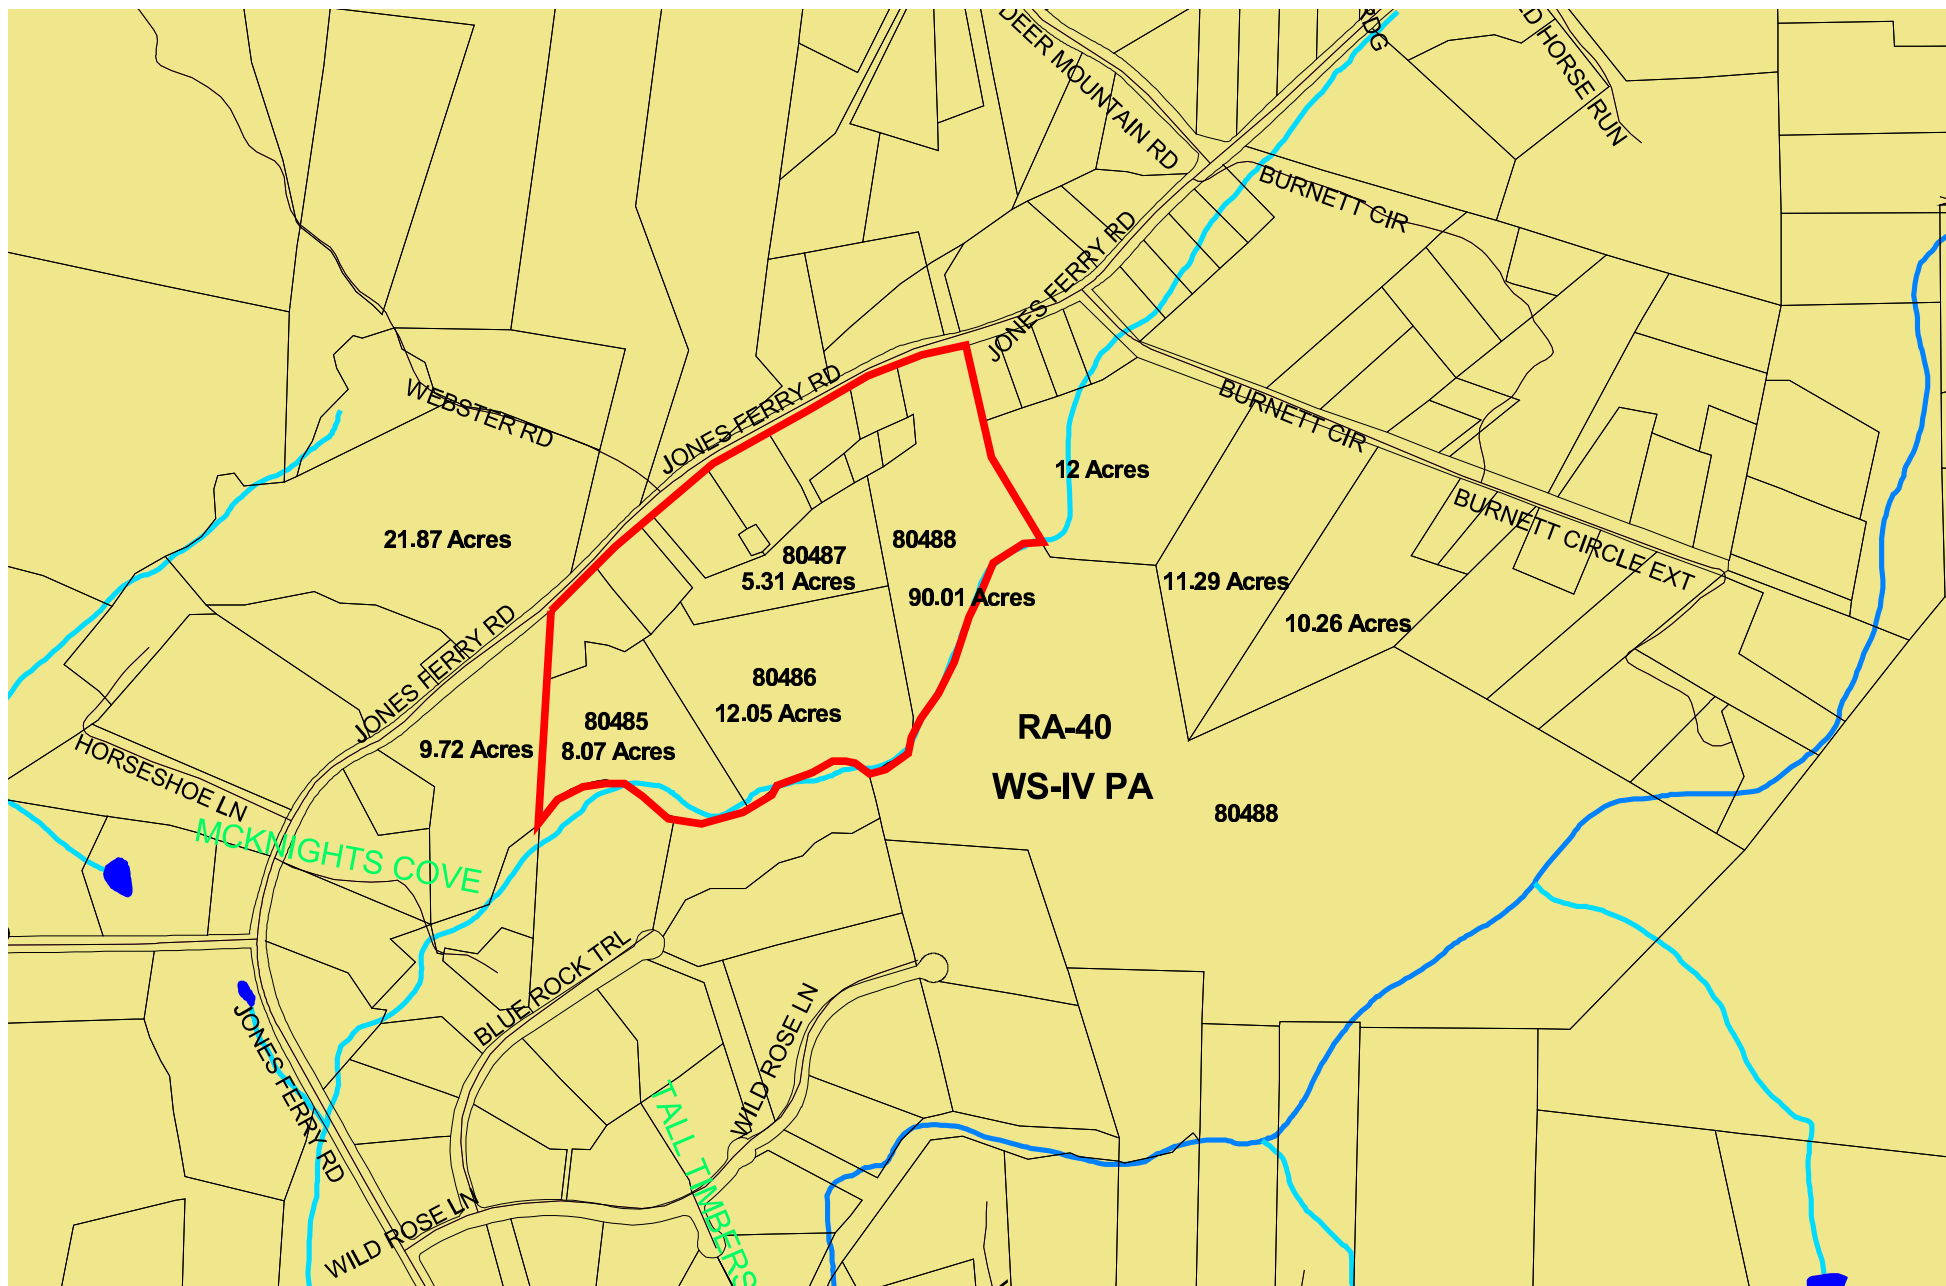 DEER MOUNTAIN RD
RDG
HORSE RUN
BURNETT CIR
JONES FERRY RD
JONES FERRY RD
WEBSTER RD
BURNETT CIR
12 Acres
BURNETT CIRCLE EXT
21.87 Acres
80487
5.31 Acres
80488
90.01 Acres
11.29 Acres
10.26 Acres
JONES FERRY RD
80486
12.05 Acres
80485
8.07 Acres
9.72 Acres
RA-40
WS-IV PA
80488
HORSESHOE LN
MCKNIGHTS COVE
BLUE ROCK TRL
WILD ROSE LN
JONES FERRY RD
TALL TIMBERS
WILD ROSE LN